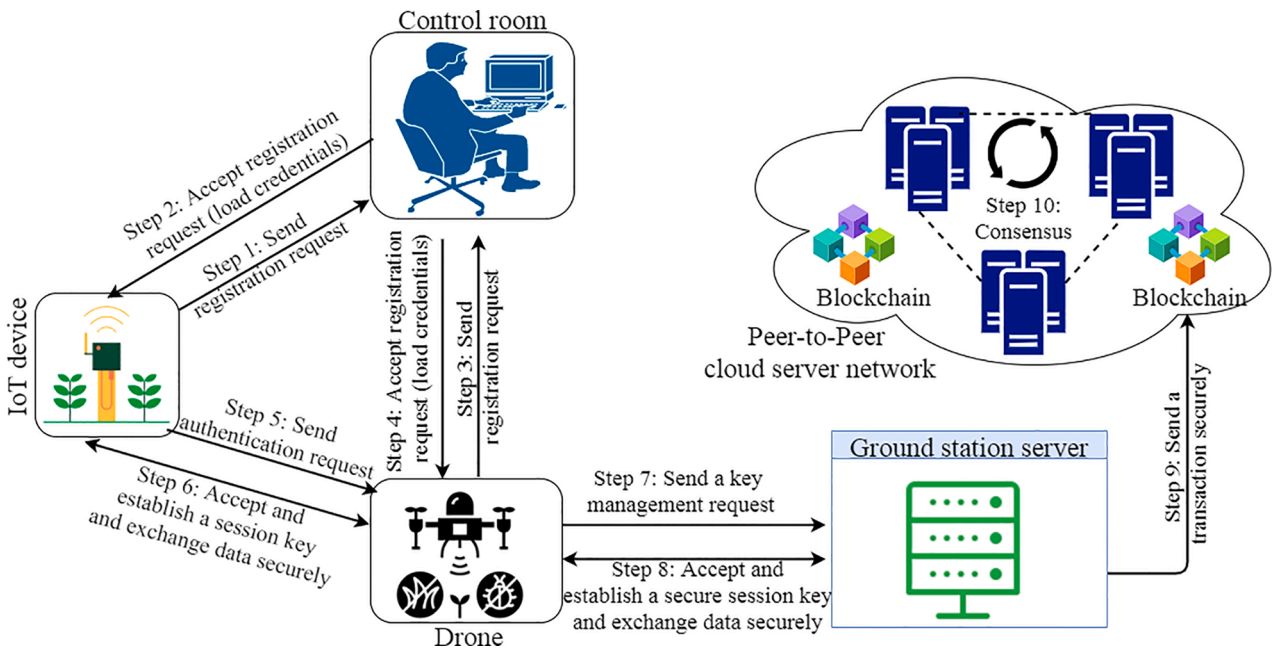 Control room
Step 2: Accept registration
request (load credentials)
Step 1: Send
registration request
IoT device
Step 4: Accept registration
request (load credentials)
Step 3: Send
registration request
Step 5: Send
authentication request
Step 6: Accept and
establish a session key
and exchange data securely
Drone
Step 7: Send a key
management request
Step 8: Accept and
establish a secure session key
and exchange data securely
Ground station server
Step 9: Send a
transaction securely
Step 10:
Consensus
Blockchain
Blockchain
Peer-to-Peer
cloud server network